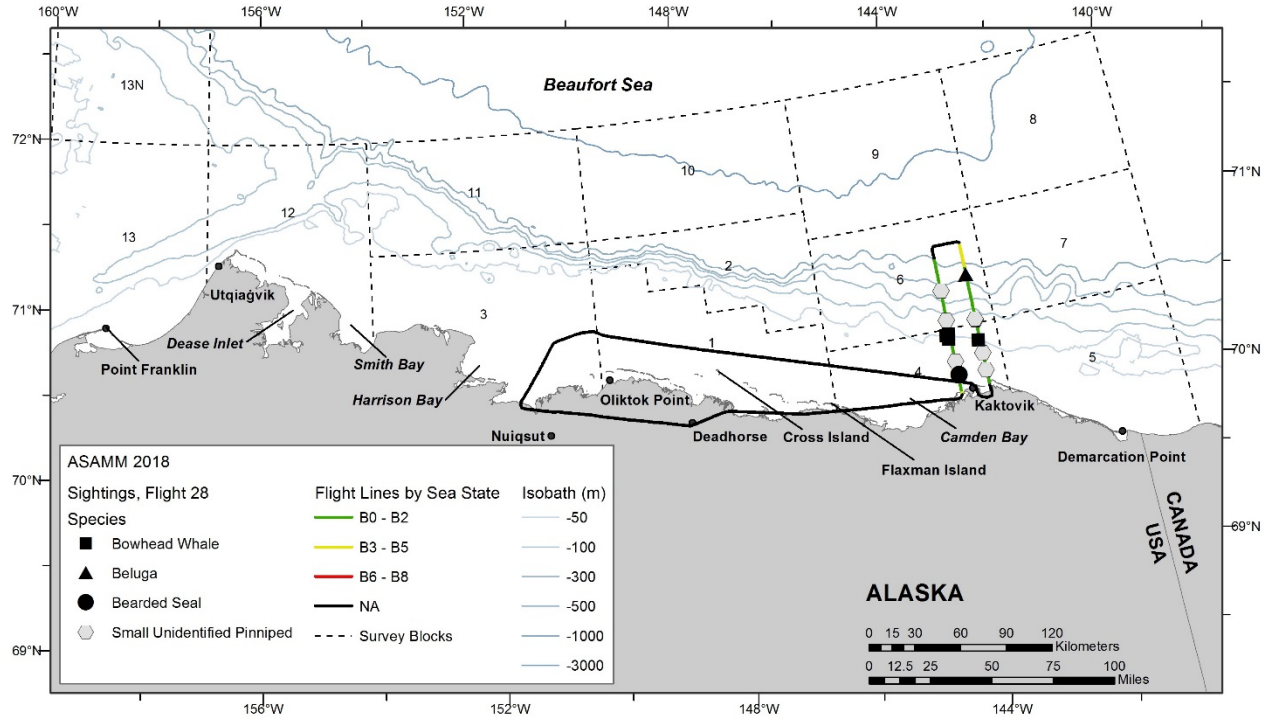 160°W 156°W 152°W 148°W 144°W 140°W
13N
Beaufort Sea
8
72°N
9
71°N
10
11
12
13
7
2
6
71°N
Utqiaġvik
3
Dease Inlet
1
70°N
Point Franklin
Smith Bay
5
Harrison Bay
4
Oliktok Point
Kaktovik
Nuiqsut
Deadhorse
Cross Island
Camden Bay
Flaxman Island
Demarcation Point
70°N
69°N
CANADA
USA
ALASKA
ASAMM 2018
Sightings, Flight 28
Species
Bowhead Whale
Beluga
Bearded Seal
Small Unidentified Pinniped
Flight Lines by Sea State
B0 - B2
B3 - B5
B6 - B8
NA
Survey Blocks
Isobath (m)
-50
-100
-300
-500
-1000
-3000
0 15 30 60 90 120
Kilometers
0 12.5 25 50 75 100
Miles
69°N
156°W 152°W 148°W 144°W